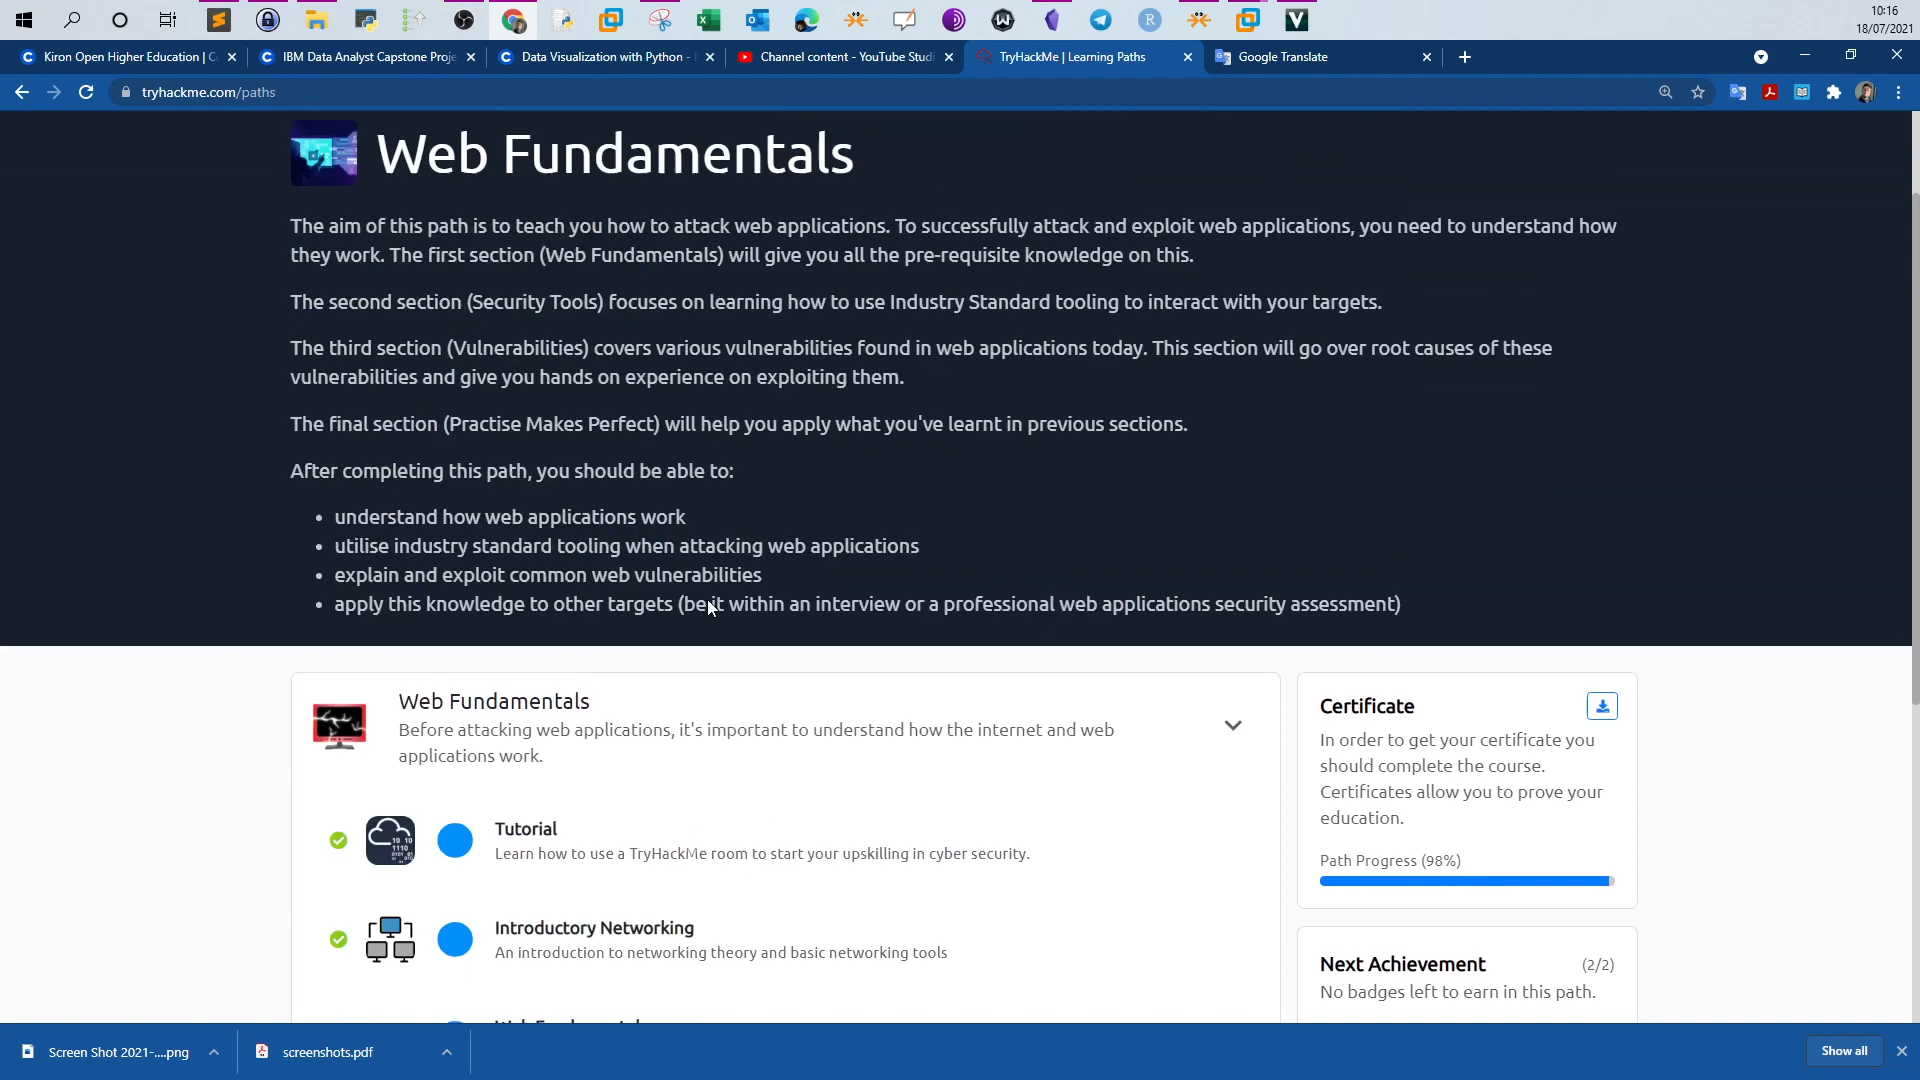 10:16
18/07/2021
Kiron Open Higher Education | C
IBM Data Analyst Capstone Proje
Data Visualization with Python -
Channel content - YouTube Studi
TryHackMe | Learning Paths
Google Translate
tryhackme.com/paths
Web Fundamentals
The aim of this path is to teach you how to attack web applications. To successfully attack and exploit web applications, you need to understand how
they work. The first section (Web Fundamentals) will give you all the pre-requisite knowledge on this.
The second section (Security Tools) focuses on learning how to use Industry Standard tooling to interact with your targets.
The third section (Vulnerabilities) covers various vulnerabilities found in web applications today. This section will go over root causes of these
vulnerabilities and give you hands on experience on exploiting them.
The final section (Practise Makes Perfect) will help you apply what you've learnt in previous sections.
After completing this path, you should be able to:
• understand how web applications work
• utilise industry standard tooling when attacking web applications
• explain and exploit common web vulnerabilities
• apply this knowledge to other targets (be it within an interview or a professional web applications security assessment)
Web Fundamentals
Before attacking web applications, it's important to understand how the internet and web
applications work.
Tutorial
Learn how to use a TryHackMe room to start your upskilling in cyber security.
Introductory Networking
An introduction to networking theory and basic networking tools
Certificate
In order to get your certificate you
should complete the course.
Certificates allow you to prove your
education.
Path Progress (98%)
Next Achievement (2/2)
No badges left to earn in this path.
Screen Shot 2021-....png
screenshots.pdf
Show all